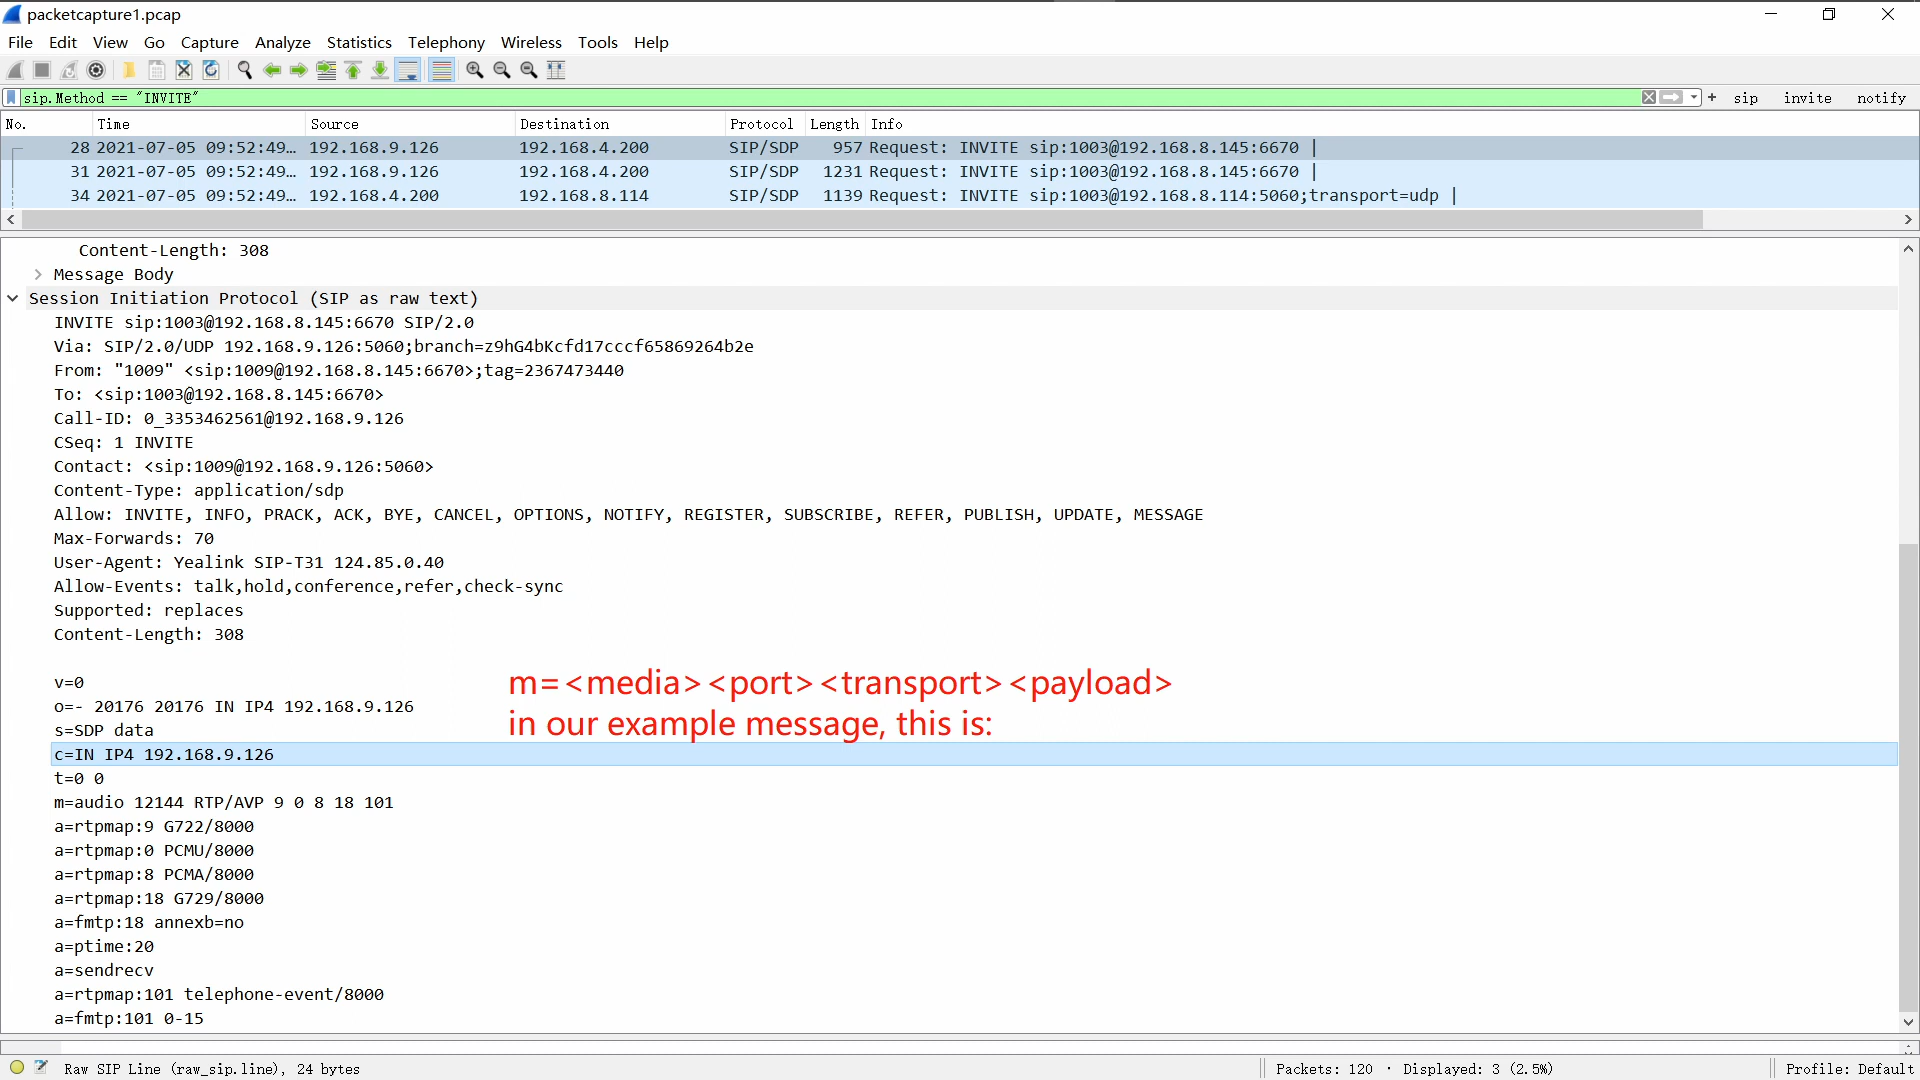 packetcapture1.pcap
File Edit View Go Capture Analyze Statistics Telephony Wireless Tools Help
sip.Method == "INVITE"
+ sip invite notify
No. Time Source Destination Protocol Length Info
28 2021-07-05 09:52:49… 192.168.9.126 192.168.4.200 SIP/SDP 957 Request: INVITE sip:1003@192.168.8.145:6670 |
31 2021-07-05 09:52:49… 192.168.9.126 192.168.4.200 SIP/SDP 1231 Request: INVITE sip:1003@192.168.8.145:6670 |
34 2021-07-05 09:52:49… 192.168.4.200 192.168.8.114 SIP/SDP 1139 Request: INVITE sip:1003@192.168.8.114:5060;transport=udp |
Content-Length: 308
Message Body
Session Initiation Protocol (SIP as raw text)
INVITE sip:1003@192.168.8.145:6670 SIP/2.0
Via: SIP/2.0/UDP 192.168.9.126:5060;branch=z9hG4bKcfd17cccf65869264b2e
From: "1009" <sip:1009@192.168.8.145:6670>;tag=2367473440
To: <sip:1003@192.168.8.145:6670>
Call-ID: 0_3353462561@192.168.9.126
CSeq: 1 INVITE
Contact: <sip:1009@192.168.9.126:5060>
Content-Type: application/sdp
Allow: INVITE, INFO, PRACK, ACK, BYE, CANCEL, OPTIONS, NOTIFY, REGISTER, SUBSCRIBE, REFER, PUBLISH, UPDATE, MESSAGE
Max-Forwards: 70
User-Agent: Yealink SIP-T31 124.85.0.40
Allow-Events: talk,hold,conference,refer,check-sync
Supported: replaces
Content-Length: 308
v=0
o=- 20176 20176 IN IP4 192.168.9.126
s=SDP data
m=<media><port><transport><payload>
in our example message, this is:
c=IN IP4 192.168.9.126
t=0 0
m=audio 12144 RTP/AVP 9 0 8 18 101
a=rtpmap:9 G722/8000
a=rtpmap:0 PCMU/8000
a=rtpmap:8 PCMA/8000
a=rtpmap:18 G729/8000
a=fmtp:18 annexb=no
a=ptime:20
a=sendrecv
a=rtpmap:101 telephone-event/8000
a=fmtp:101 0-15
Raw SIP Line (raw_sip.line), 24 bytes
Packets: 120 · Displayed: 3 (2.5%)
Profile: Default